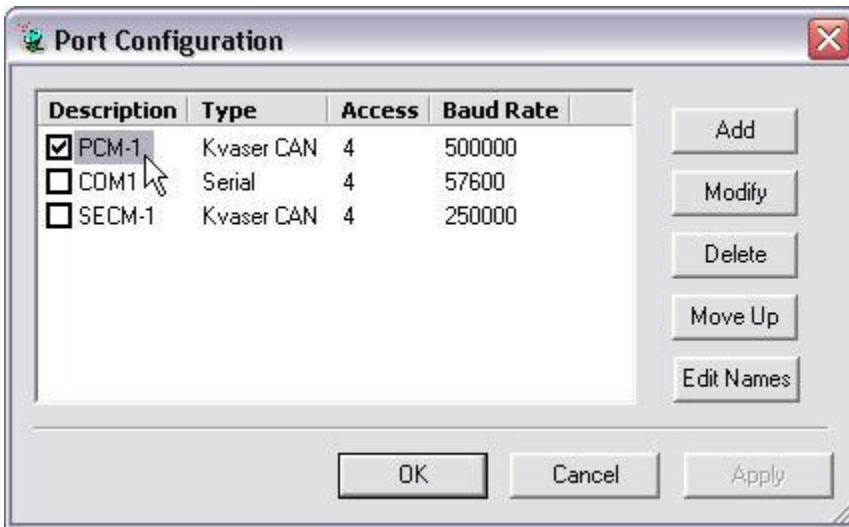 Port Configuration
Description Type Access Baud Rate
PCM-1 Kvaser CAN 4 500000
COM1 Serial 4 57600
SECM-1 Kvaser CAN 4 250000
Add
Modify
Delete
Move Up
Edit Names
OK Cancel Apply